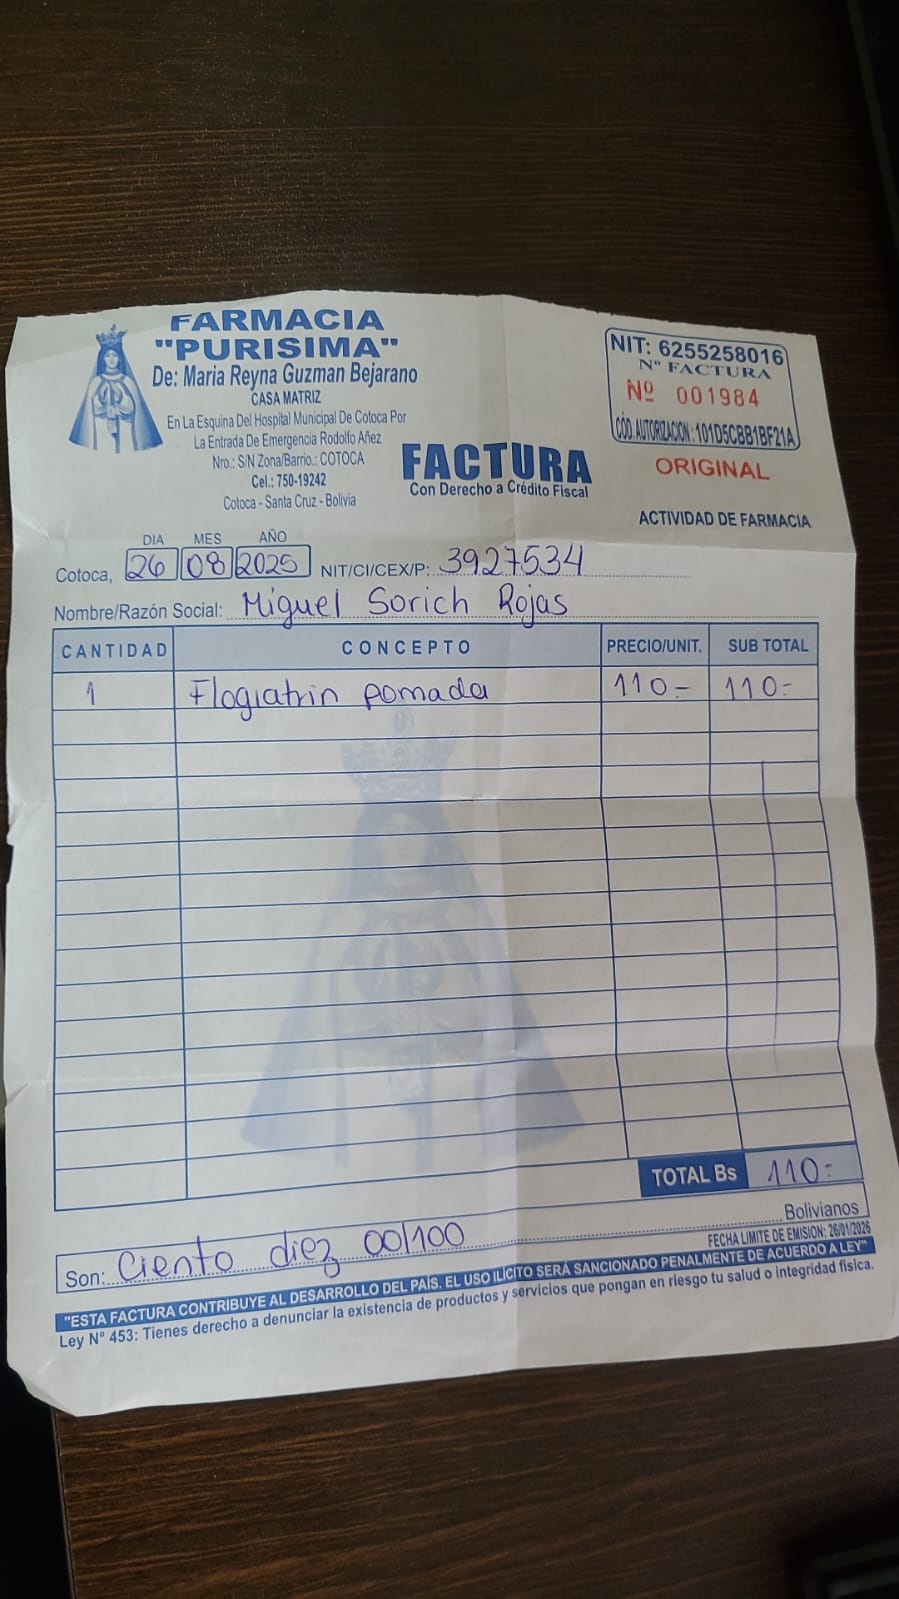 FARMACIA
"PURISIMA"
De: Maria Reyna Guzman Bejarano
CASA MATRIZ
En La Esquina Del Hospital Municipal De Cotoca Por
La Entrada De Emergencia Rodolfo Añez
Nro.: S/N Zona/Barrio.: COTOCA
Cel.: 750-19242
Cotoca - Santa Cruz - Bolivia
FACTURA
Con Derecho a Crédito Fiscal
NIT: 6255258016
Nº FACTURA
Nº 001984
CÓD. AUTORIZACION: 101D5CBB1BF21A
ORIGINAL
ACTIVIDAD DE FARMACIA
DIA MES AÑO
Cotoca, 26 08 2025 NIT/CI/CEX/P: 3927534
Nombre/Razón Social: Miguel Sorich Rojas
CANTIDAD CONCEPTO PRECIO/UNIT. SUB TOTAL
1 Flogiatrin pomada 110.- 110.-
TOTAL Bs 110.-
Son: Ciento diez 00/100 Bolivianos
FECHA LIMITE DE EMISION: 26/01/2026
"ESTA FACTURA CONTRIBUYE AL DESARROLLO DEL PAÍS. EL USO ILÍCITO SERÁ SANCIONADO PENALMENTE DE ACUERDO A LEY"
Ley N° 453: Tienes derecho a denunciar la existencia de productos y servicios que pongan en riesgo tu salud o integridad física.